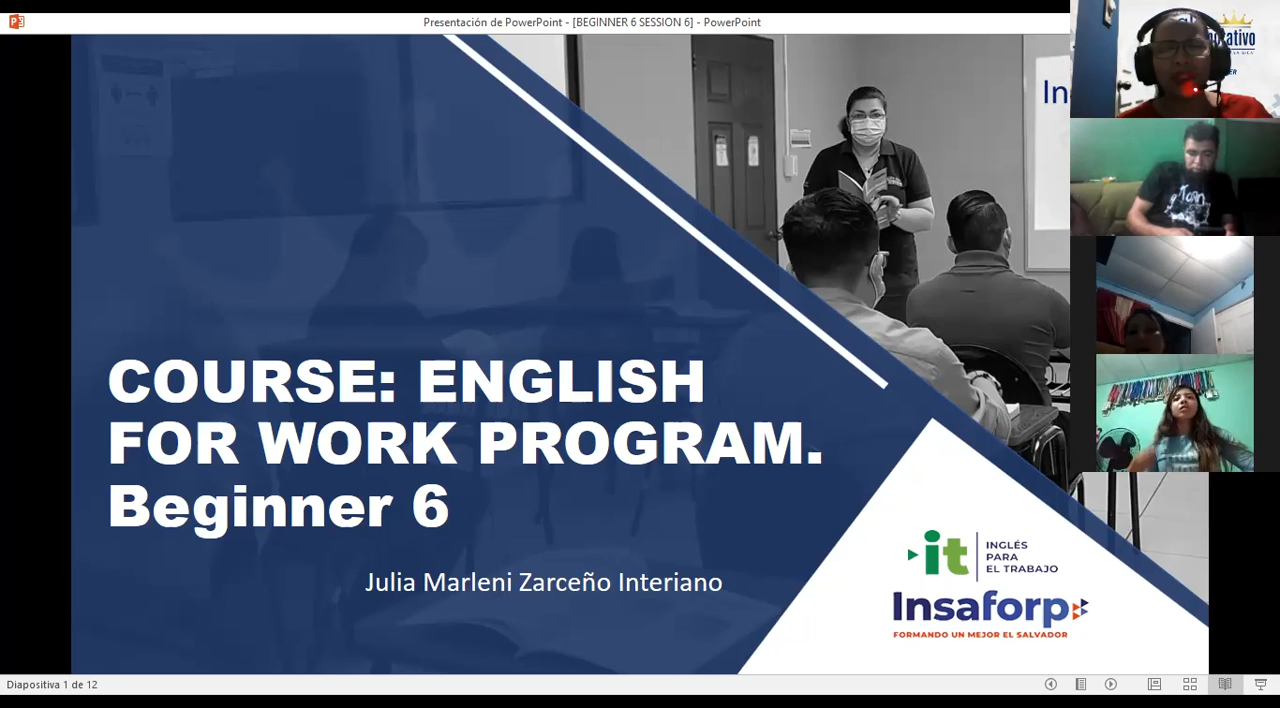 Presentación de PowerPoint - [BEGINNER 6 SESSION 6] - PowerPoint
In
COURSE: ENGLISH
FOR WORK PROGRAM.
Beginner 6
Julia Marleni Zarceño Interiano
it
INGLÉS
PARA
EL TRABAJO
Insaforp
FORMANDO UN MEJOR EL SALVADOR
Diapositiva 1 de 12